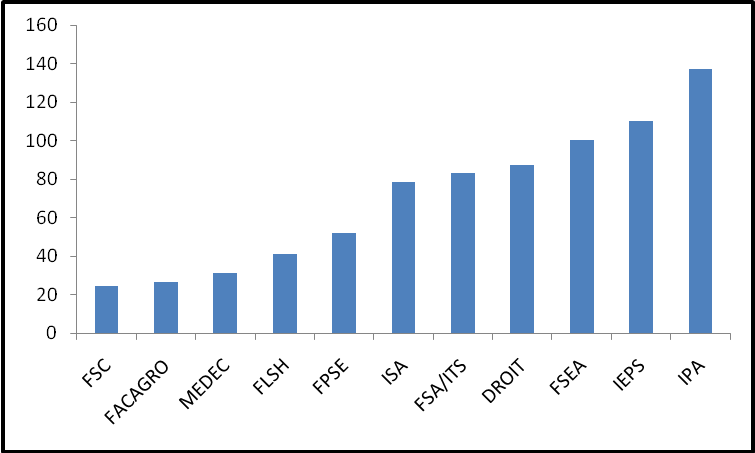 160
140
120
100
80
60
40
20
0
FSC
FACAGRO
MEDEC
FLSH
FPSE
ISA
FSA/ITS
DROIT
FSEA
IEPS
IPA